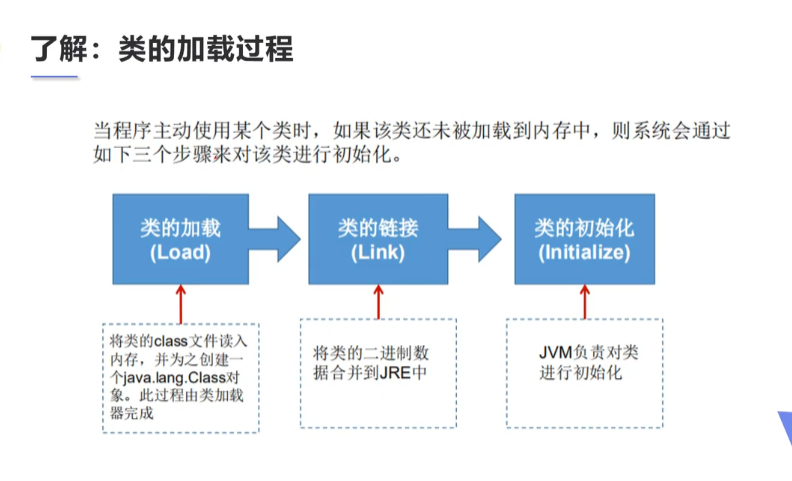 了解：类的加载过程
当程序主动使用某个类时，如果该类还未被加载到内存中，则系统会通过
如下三个步骤来对该类进行初始化。
类的加载
(Load)
类的链接
(Link)
类的初始化
(Initialize)
将类的class文件读入
内存，并为之创建一
个java.lang.Class对
象。此过程由类加载
器完成
将类的二进制数
据合并到JRE中
JVM负责对类
进行初始化